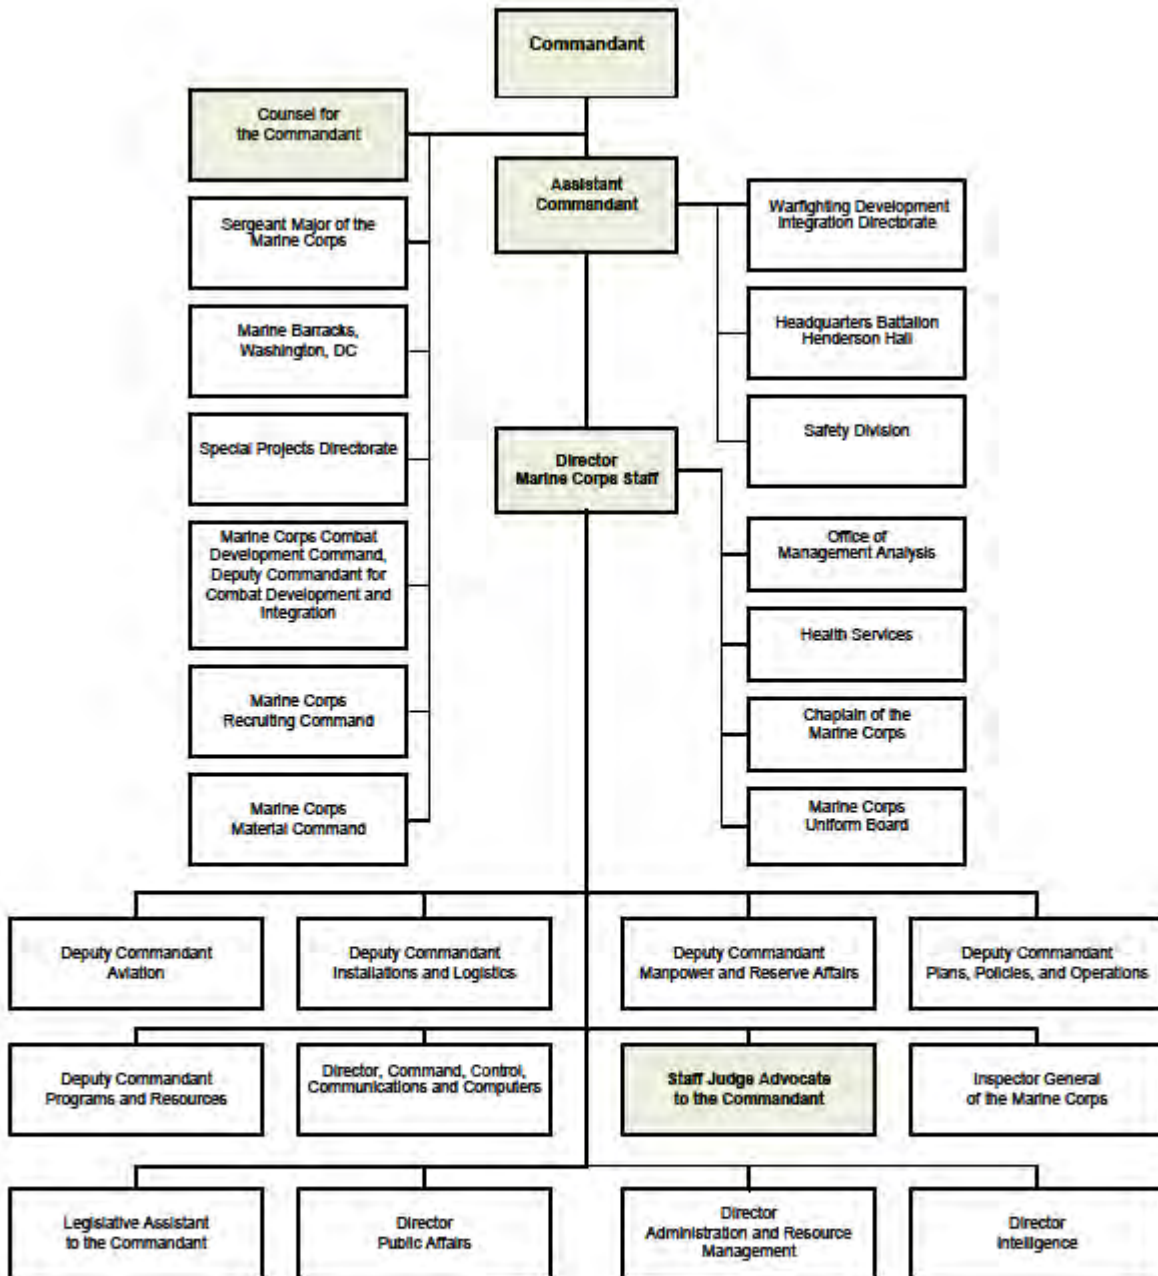 Commandant
Counsel for
the Commandant
Assistant
Commandant
Warfighting Development
Integration Directorate
Sergeant Major of the
Marine Corps
Headquarters Battalion
Henderson Hall
Marine Barracks,
Washington, DC
Safety Division
Special Projects Directorate
Director
Marine Corps Staff
Marine Corps Combat
Development Command,
Deputy Commandant for
Combat Development and
Integration
Office of
Management Analysis
Health Services
Marine Corps
Recruiting Command
Chaplain of the
Marine Corps
Marine Corps
Material Command
Marine Corps
Uniform Board
Deputy Commandant
Aviation
Deputy Commandant
Installations and Logistics
Deputy Commandant
Manpower and Reserve Affairs
Deputy Commandant
Plans, Policies, and Operations
Deputy Commandant
Programs and Resources
Director, Command, Control,
Communications and Computers
Staff Judge Advocate
to the Commandant
Inspector General
of the Marine Corps
Legislative Assistant
to the Commandant
Director
Public Affairs
Director
Administration and Resource
Management
Director
Intelligence